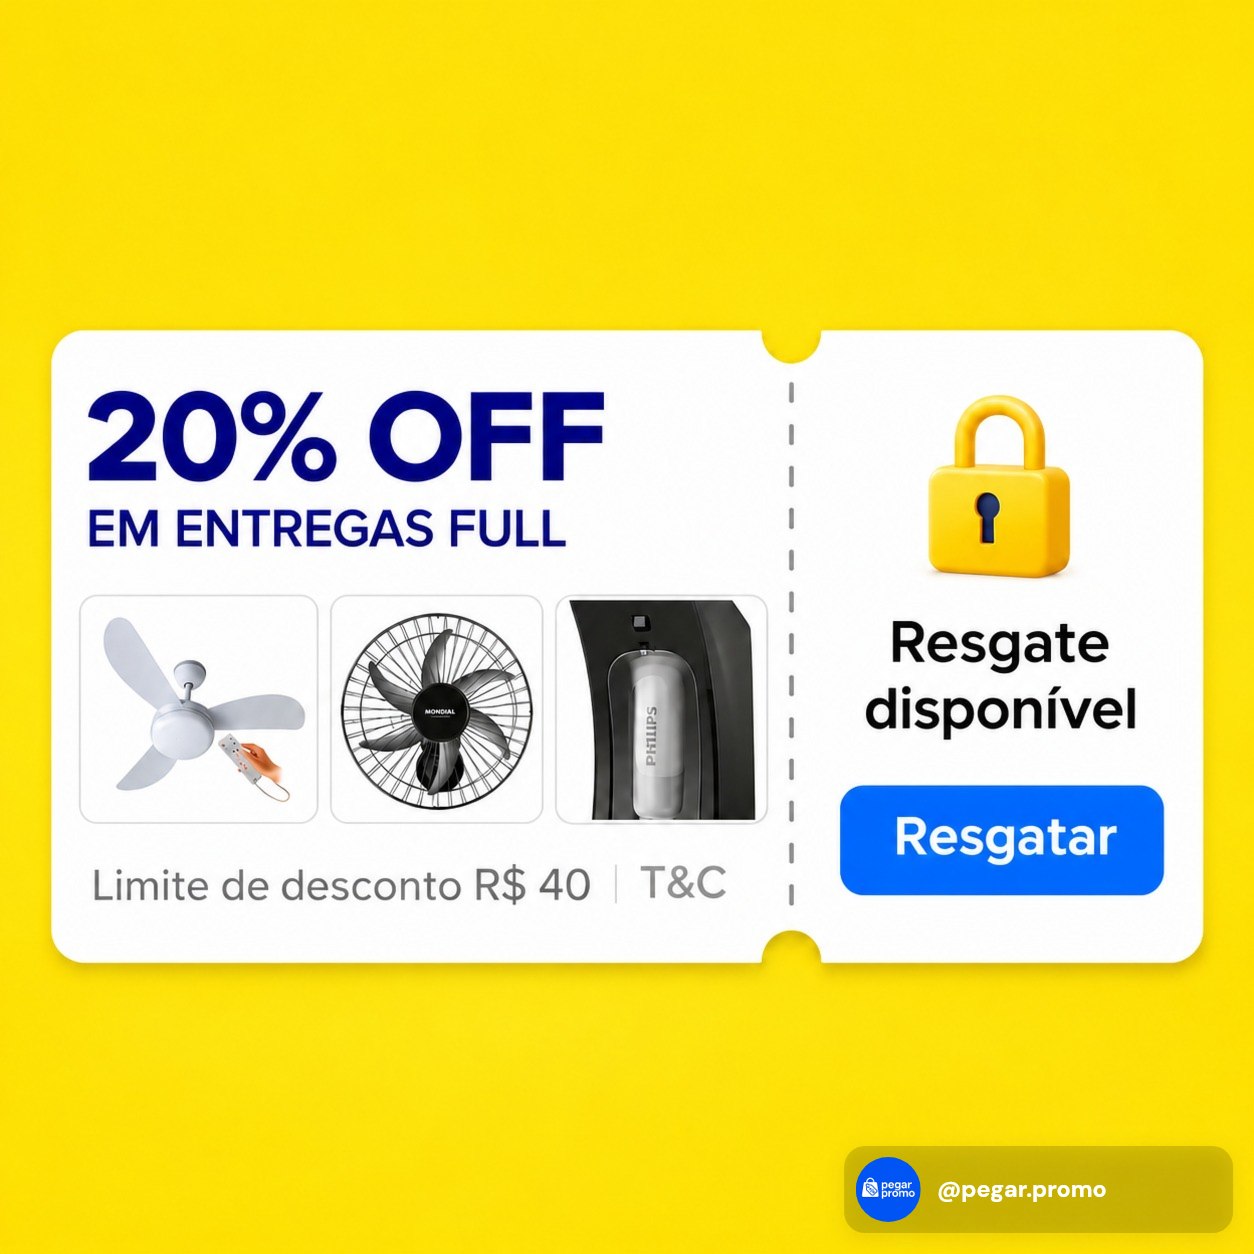 20% OFF
EM ENTREGAS FULL
MONDIAL
PHILIPS
Limite de desconto R$ 40 | T&C
Resgate
disponível
Resgatar
pegar
promo
@pegar.promo